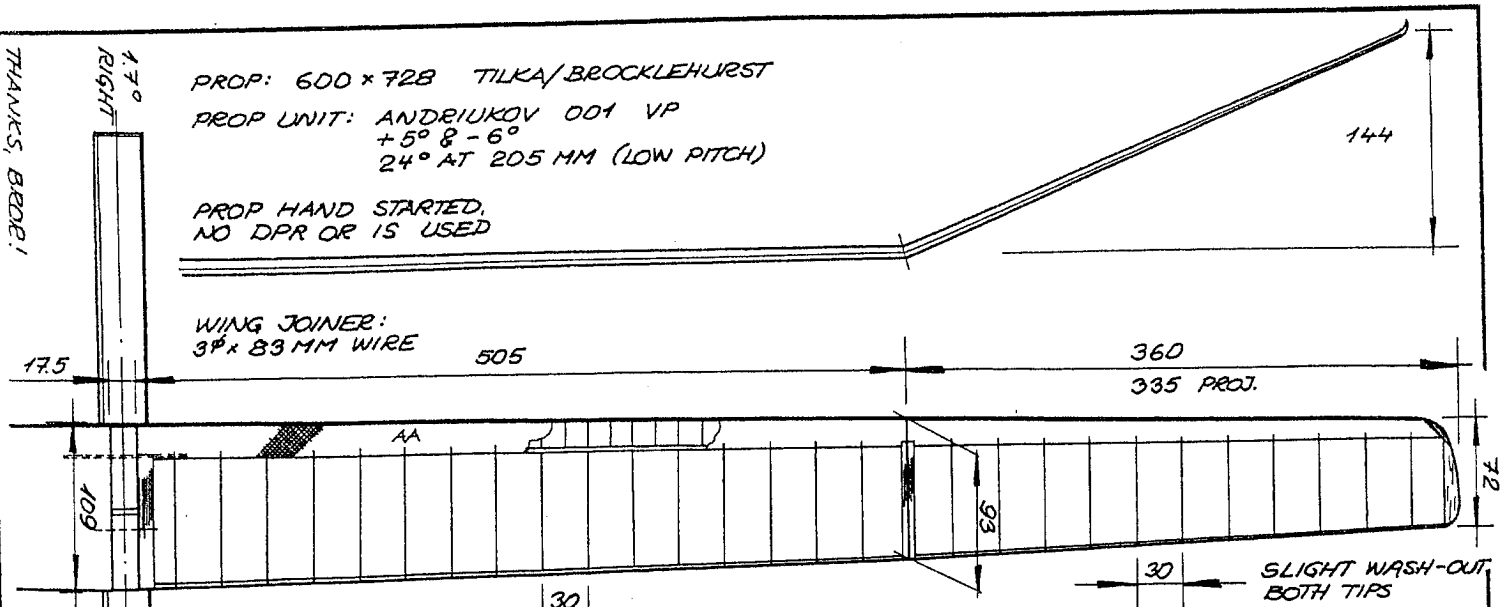 THANKS, BROR!
1.7°
RIGHT
PROP: 600 × 728 TILKA/BROCKLEHURST
PROP UNIT: ANDRIUKOV 001 VP
+5° & -6°
24° AT 205 MM (LOW PITCH)
PROP HAND STARTED.
NO DPR OR IS USED
144
WING JOINER:
3ø × 83 MM WIRE
17.5
505
360
335 PROJ.
AA
109
93
72
30
30
SLIGHT WASH-OUT,
BOTH TIPS